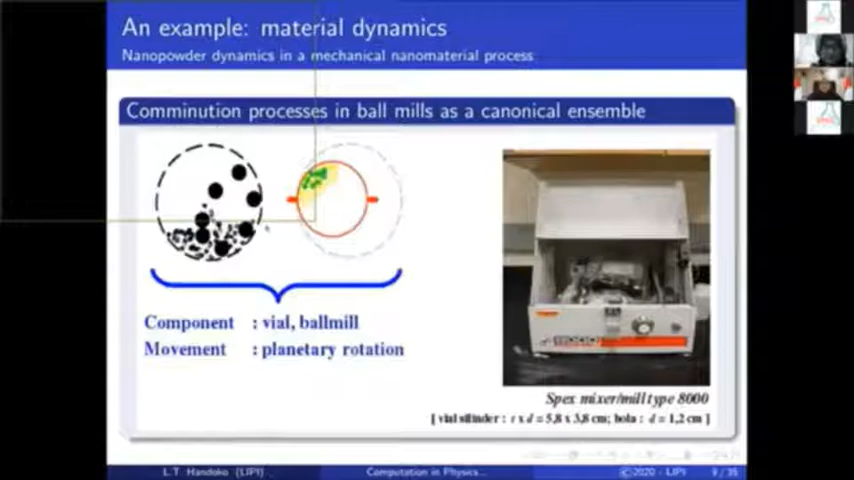 An example: material dynamics
Nanopowder dynamics in a mechanical nanomaterial process
Comminution processes in ball mills as a canonical ensemble
Component : vial, ballmill
Movement : planetary rotation
8000
Spex mixer/mill type 8000
[ vial silinder : t x d = 5,8 x 3,8 cm; bola : d = 1,2 cm ]
L.T. Handoko (LIPI) Computation in Physics... ©2020 - LIPI 9 / 35